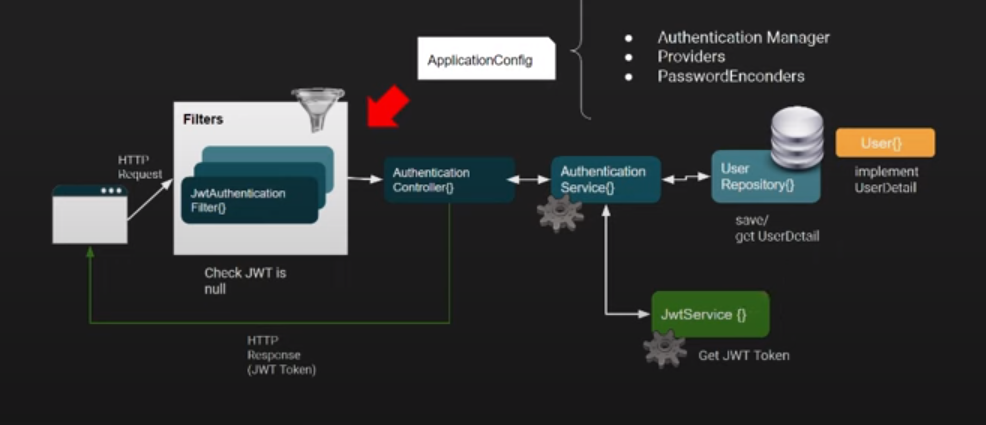 ApplicationConfig
● Authentication Manager
● Providers
● PasswordEnconders
Filters
HTTP
Request
JwtAuthentication
Filter{}
Check JWT is
null
Authentication
Controller{}
Authentication
Service{}
User
Repository{}
save/
get UserDetail
User{}
implement
UserDetail
JwtService {}
Get JWT Token
HTTP
Response
(JWT Token)